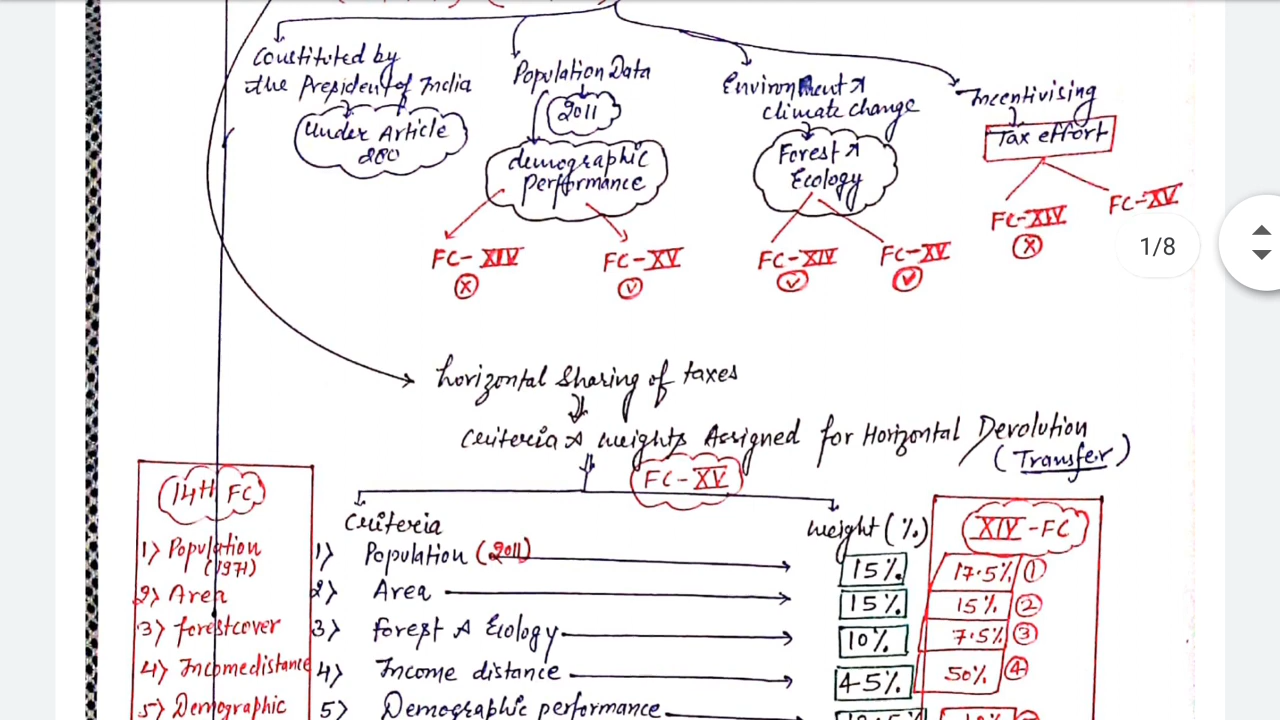 Constituted by
the President of India
Under Article
280
Population Data
2011
demographic
performance
FC-XIV
x
FC-XV
✓
Environment &
climate change
Forest &
Ecology
FC-XIV
✓
FC-XV
✓
Incentivising
Tax effort
FC-XIV
x
FC-XV
1/8
horizontal sharing of taxes
Criteria & weights Assigned for Horizontal Devolution
(Transfer)
FC-XV
14th FC
1) Population
(1971)
2) Area
3) forestcover
4) Incomedistance
5) Demographic
Criteria
1) Population (2011)
2) Area
3) Forest & Ecology
4) Income distance
5) Demographic performance
weight (%)
15%
15%
10%
45%
XIV-FC
17.5% 1
15% 2
7.5% 3
50% 4